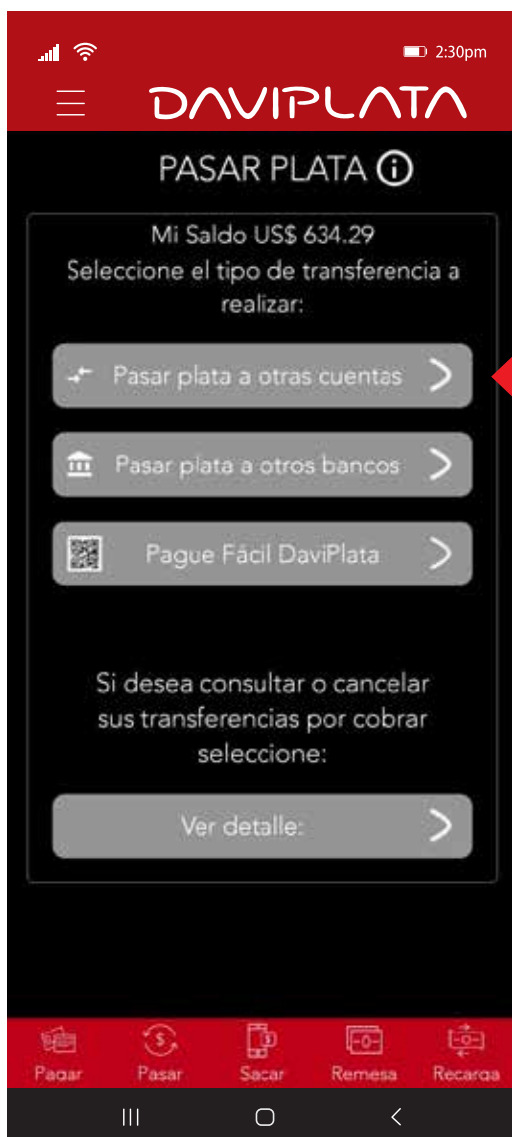 2:30pm
DAVIPLATA
PASAR PLATA
Mi Saldo US$ 634.29
Seleccione el tipo de transferencia a
realizar:
Pasar plata a otras cuentas
Pasar plata a otros bancos
Pague Fácil DaviPlata
Si desea consultar o cancelar
sus transferencias por cobrar
seleccione:
Ver detalle:
Pagar Pasar Sacar Remesa Recarga